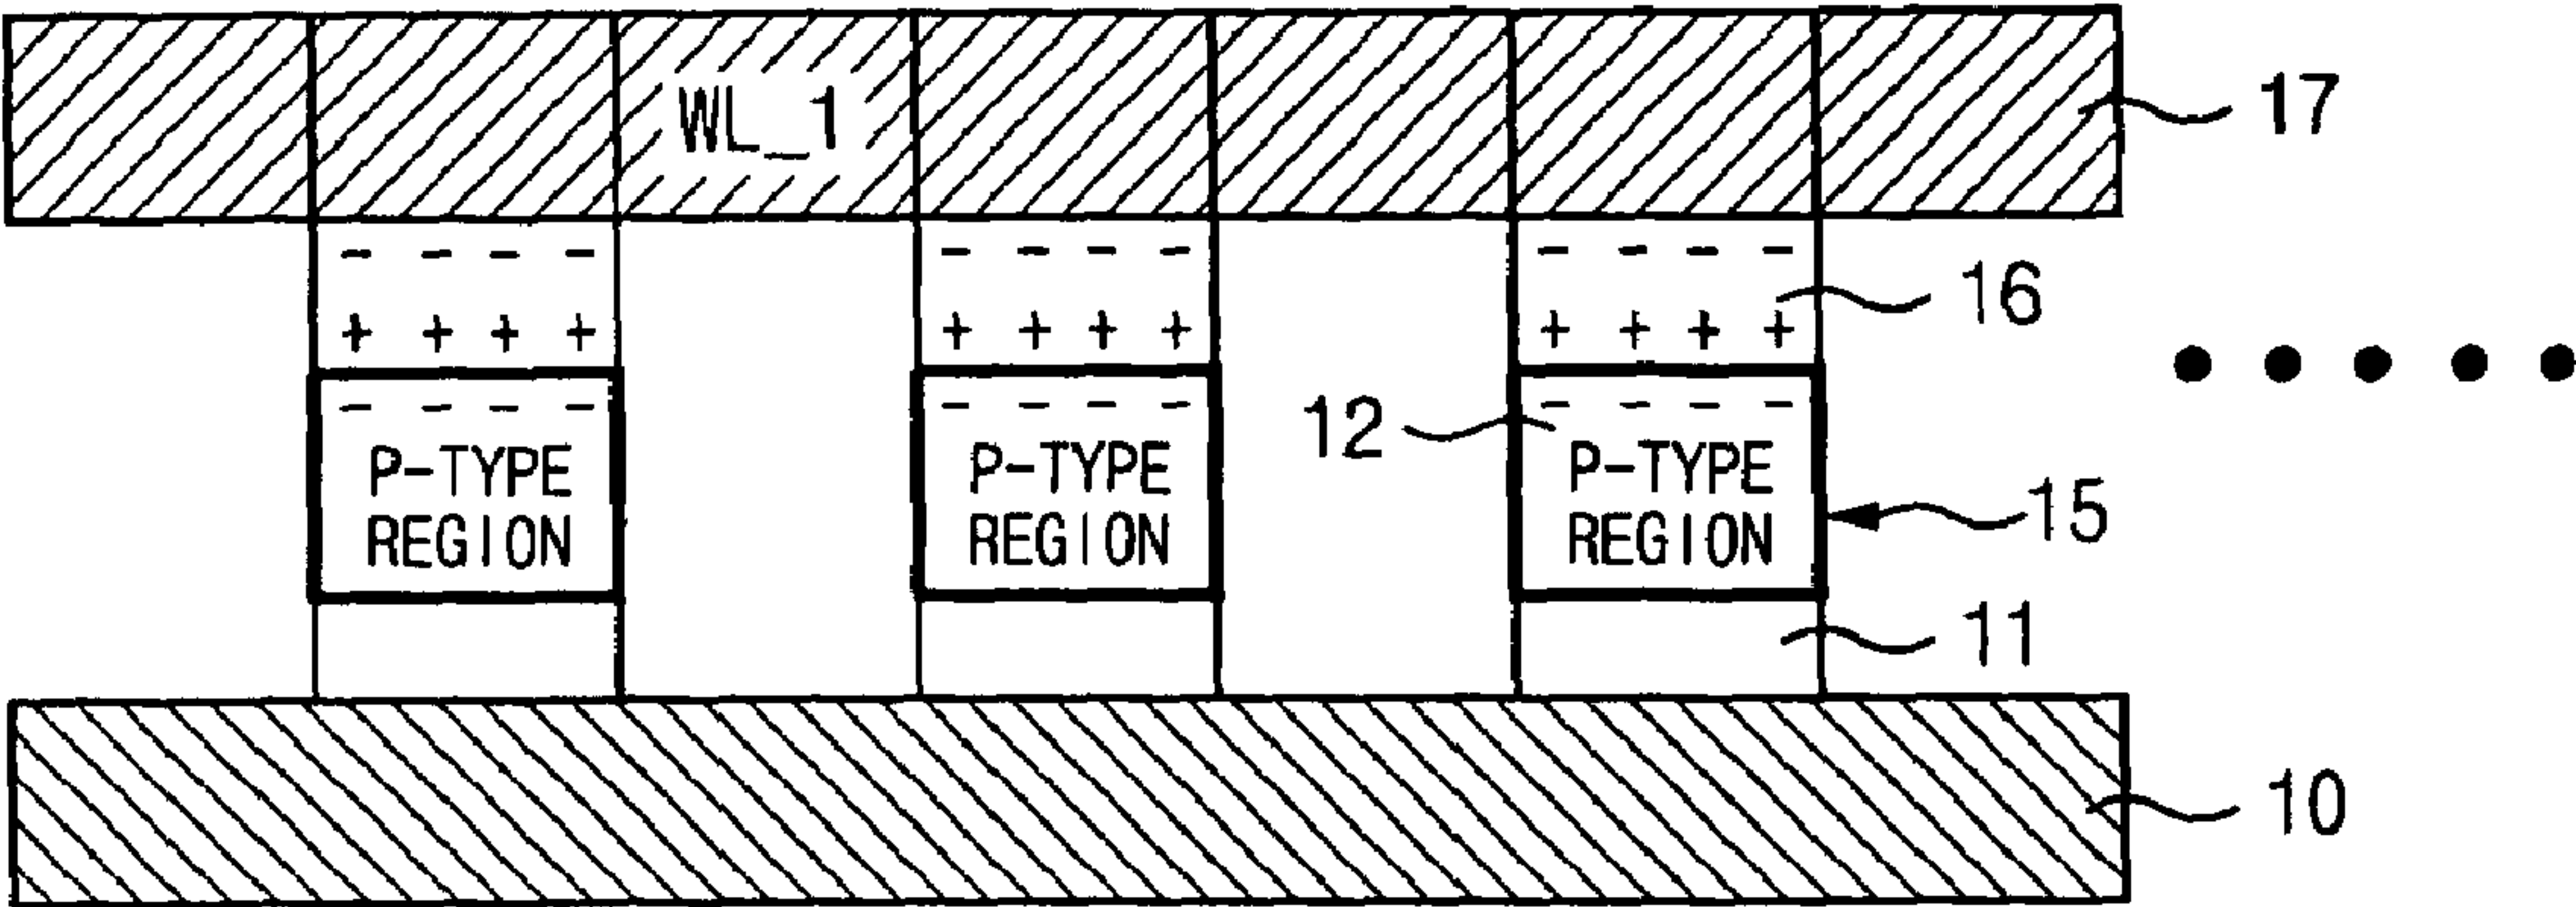 WL_1
17
- - - -
- - - -
- - - -
16
+ + + +
+ + + +
+ + + +
- - - -
- - - -
- - - -
12
P-TYPE
REGION
P-TYPE
REGION
P-TYPE
REGION
15
11
10